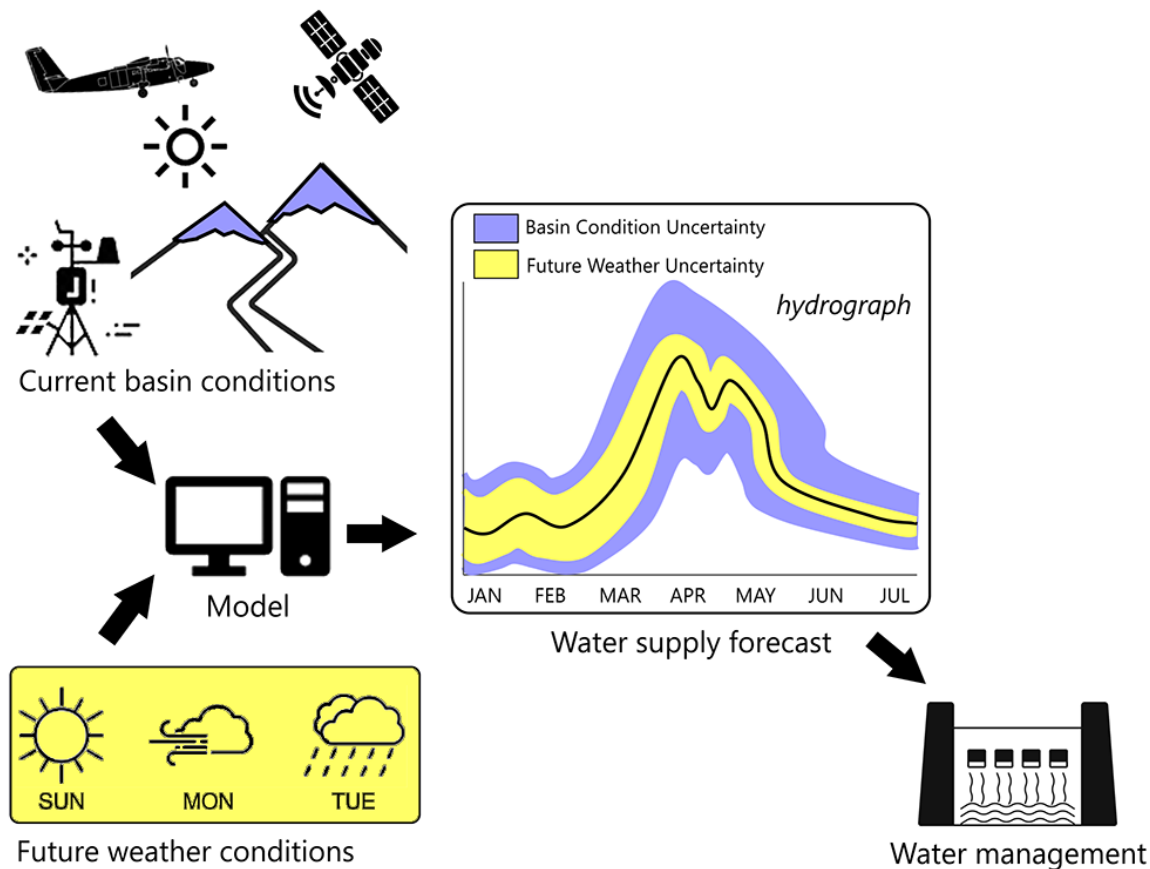 Current basin conditions
Model
SUN MON TUE
Future weather conditions
Basin Condition Uncertainty
Future Weather Uncertainty
hydrograph
JAN FEB MAR APR MAY JUN JUL
Water supply forecast
Water management